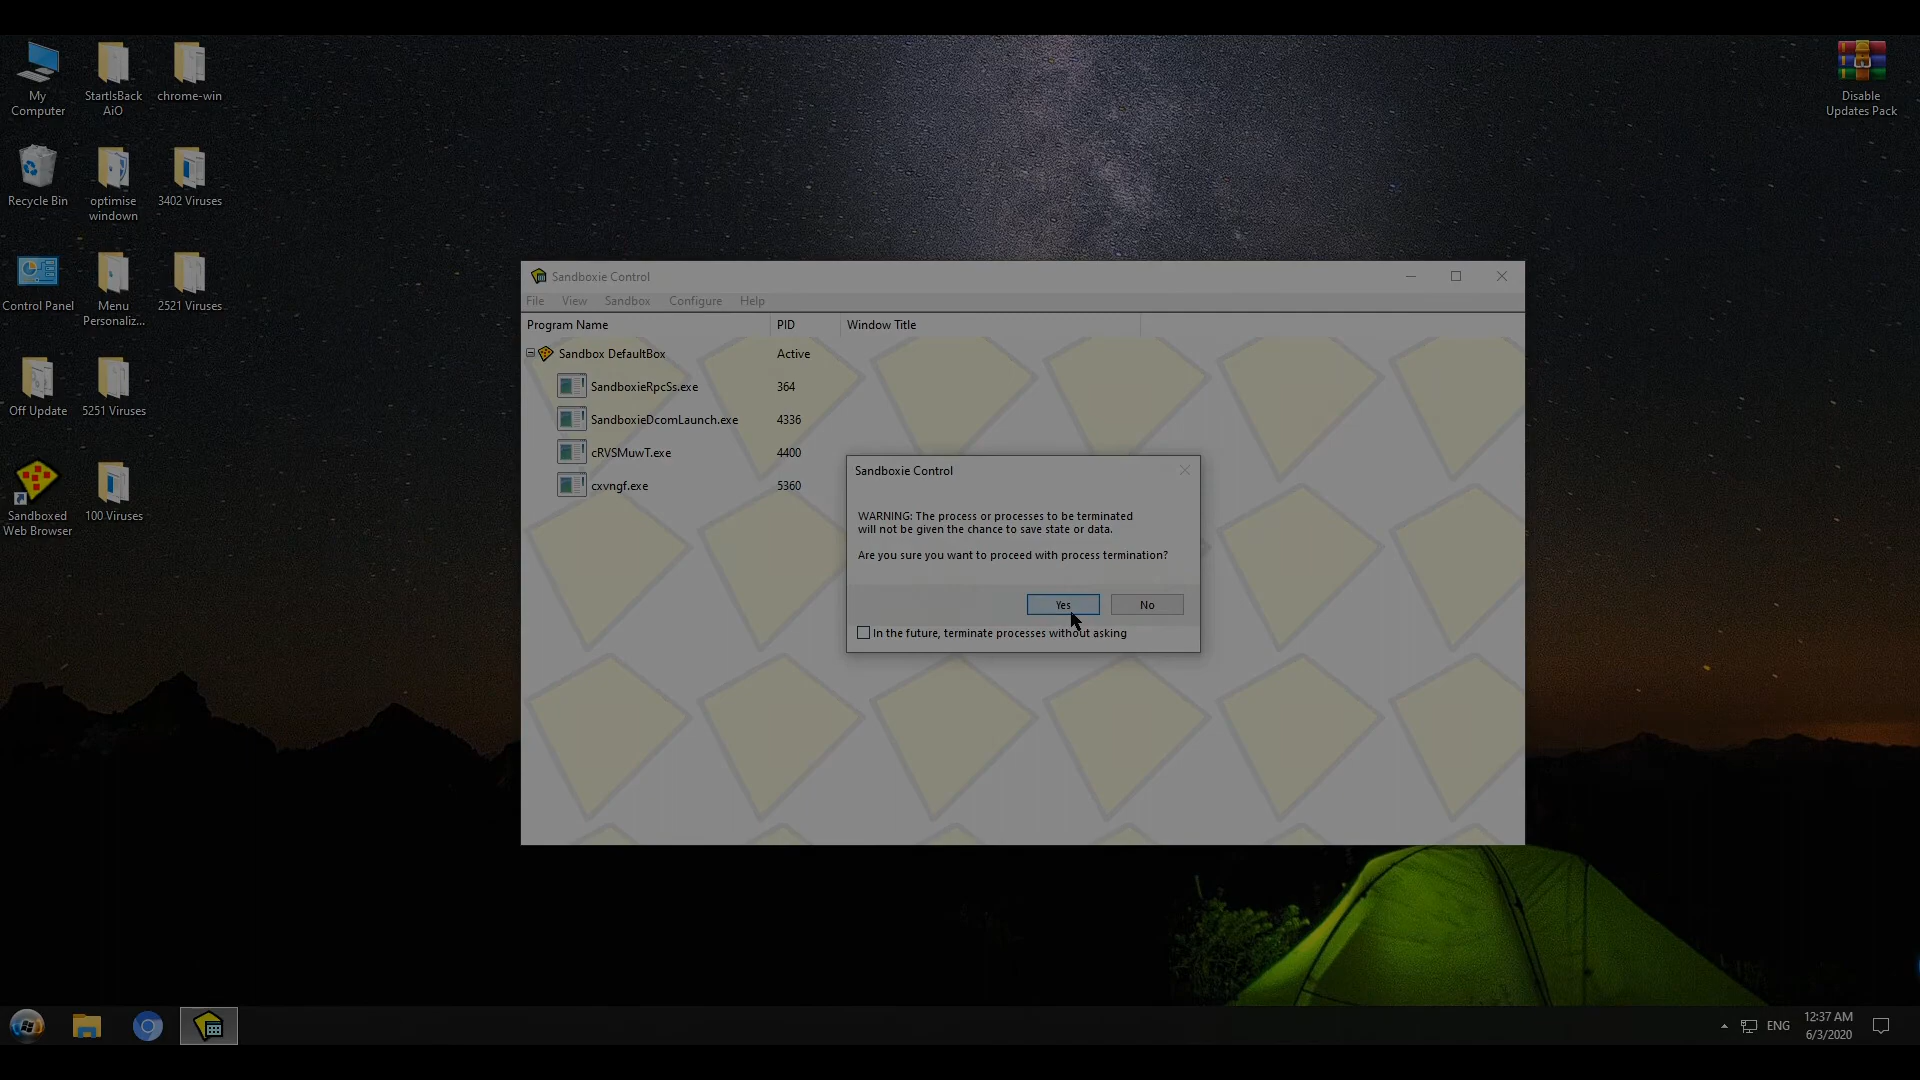 My
Computer
StartIsBack
AiO
chrome-win
Disable
Updates Pack
Recycle Bin
optimise
windown
3402 Viruses
Control Panel
Menu
Personaliz...
2521 Viruses
Off Update
5251 Viruses
Sandboxed
Web Browser
100 Viruses
Sandboxie Control
File View Sandbox Configure Help
Program Name PID Window Title
Sandbox DefaultBox Active
SandboxieRpcSs.exe 364
SandboxieDcomLaunch.exe 4336
cRVSMuwT.exe 4400
cxvngf.exe 5360
Sandboxie Control
WARNING: The process or processes to be terminated
will not be given the chance to save state or data.
Are you sure you want to proceed with process termination?
Yes No
In the future, terminate processes without asking
ENG
12:37 AM
6/3/2020